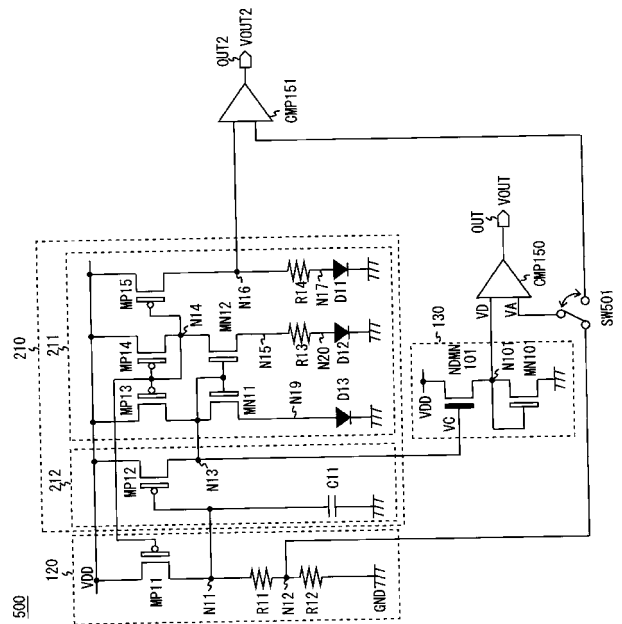 500
120
212
210
211
VDD
MP11
MP12
MP13
MP14
MP15
N14
N13
MN11
MN12
N11
N16
R11
C11
N19
N15
R14
R13
N12
N20
N17
R12
D13
D12
D11
GND
OUT2
VOUT2
CMP151
130
VDD
NDMN
101
VC
N101
MN101
VD
VA
OUT
VOUT
CMP150
SW501